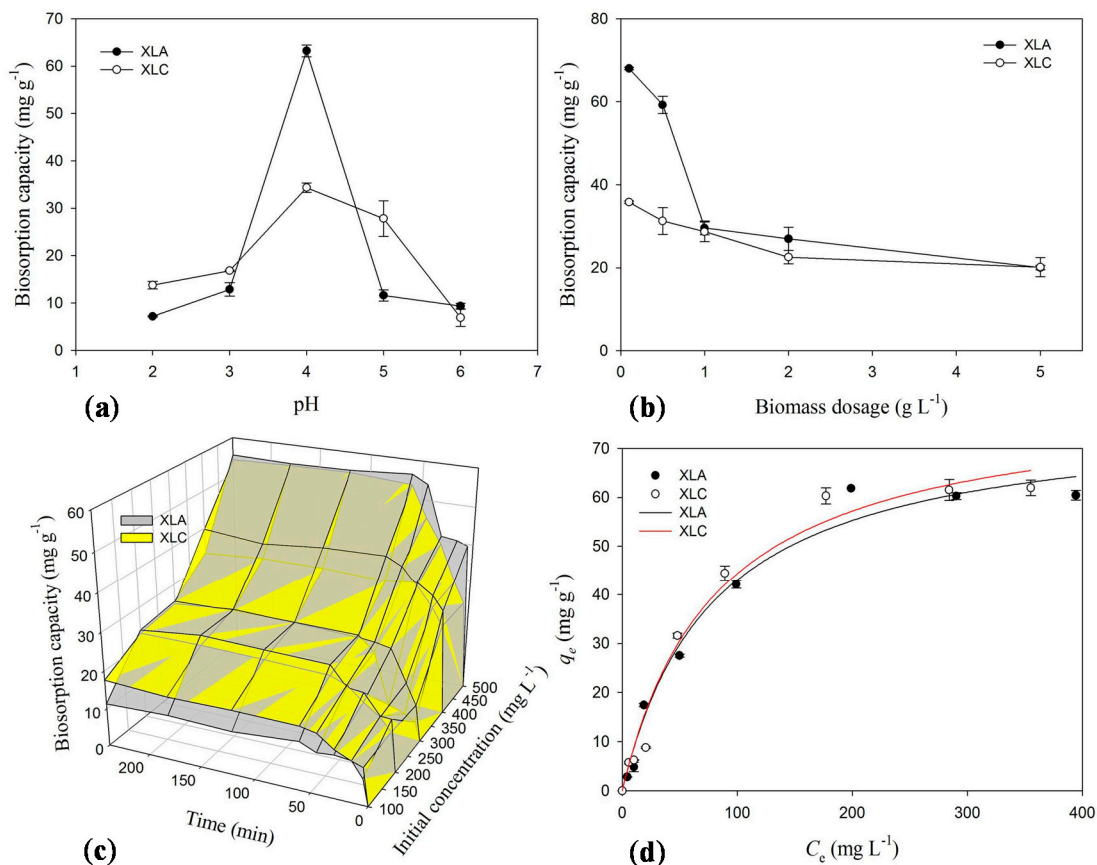 70
60
50
40
30
20
10
0
Biosorption capacity (mg g-1)
XLA
XLC
1 2 3 4 5 6 7
pH
(a)
80
60
40
20
0
Biosorption capacity (mg g-1)
XLA
XLC
0 1 2 3 4 5
Biomass dosage (g L-1)
(b)
60
50
40
30
20
10
0
Biosorption capacity (mg g-1)
XLA
XLC
200 150 100 50 0
Time (min)
500
450
400
350
300
250
200
150
100
Initial concentration (mg L-1)
(c)
70
60
50
40
30
20
10
0
qe (mg g-1)
XLA
XLC
XLA
XLC
0 100 200 300 400
Ce (mg L-1)
(d)